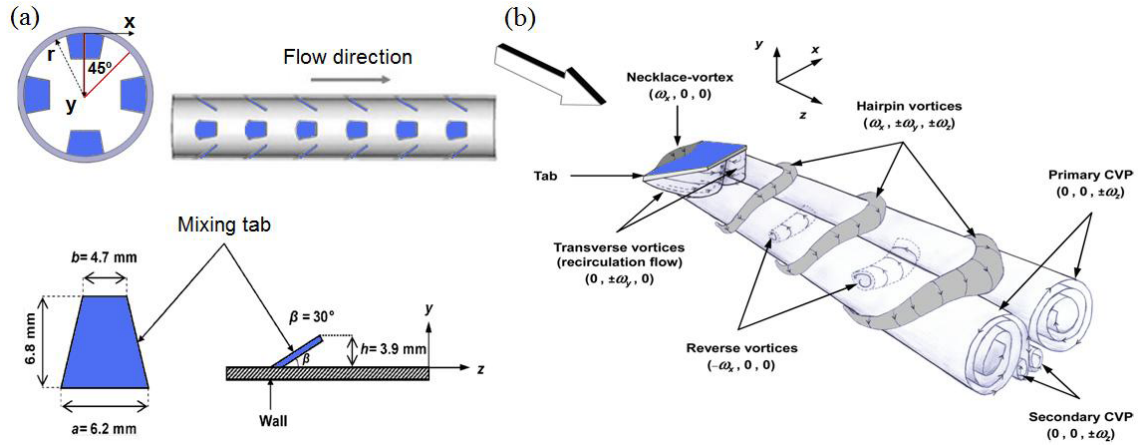 (a)
x
r
45°
y
Flow direction
Mixing tab
b= 4.7 mm
6.8 mm
a= 6.2 mm
β = 30°
β
h= 3.9 mm
y
z
Wall
(b)
y
x
z
Necklace-vortex
(ωx, 0, 0)
Hairpin vortices
(ωx, ±ωy, ±ωz)
Tab
Primary CVP
(0, 0, ±ωz)
Transverse vortices
(recirculation flow)
(0, ±ωy, 0)
Reverse vortices
(−ωx, 0, 0)
Secondary CVP
(0, 0, ±ωz)